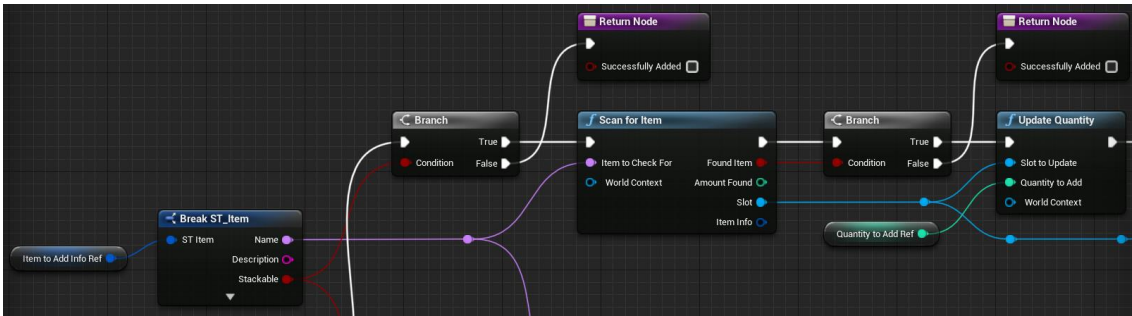 Return Node
Successfully Added
Return Node
Successfully Added
Branch
True
Condition
False
Scan for Item
Item to Check For
Found Item
World Context
Amount Found
Slot
Item Info
Branch
True
Condition
False
Update Quantity
Slot to Update
Quantity to Add
World Context
Break ST_Item
ST Item
Name
Description
Stackable
Item to Add Info Ref
Quantity to Add Ref